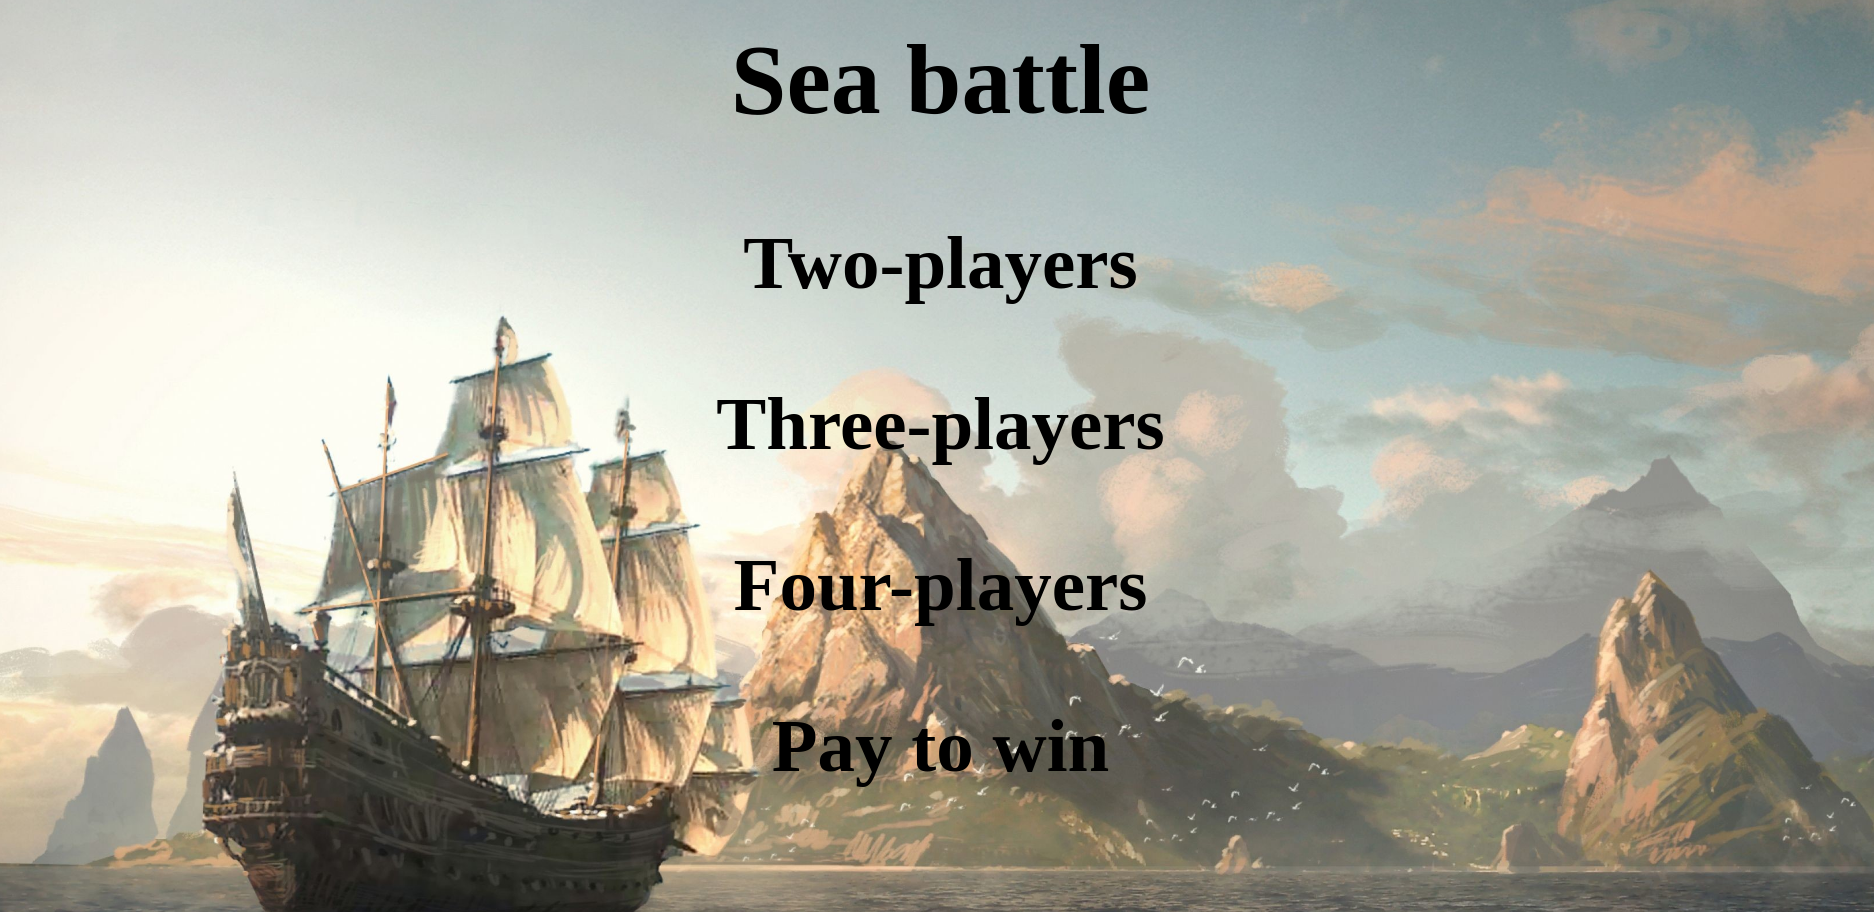 Sea battle
Two-players
Three-players
Four-players
Pay to win